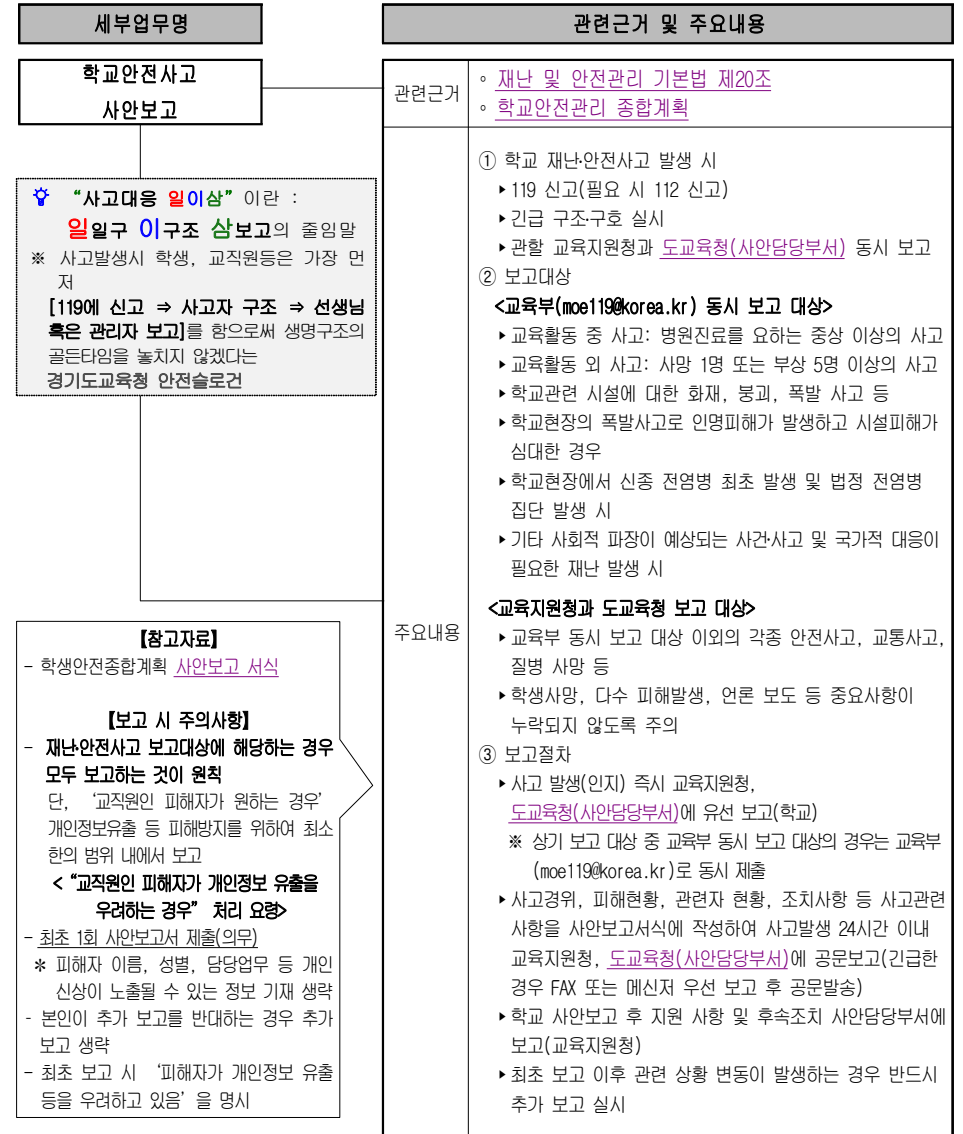 세부업무명
관련근거 및 주요내용
학교안전사고
사안보고
“사고대응 일이삼” 이란 :
일일구 이구조 삼보고의 줄임말
※ 사고발생시 학생, 교직원등은 가장 먼
저
[119에 신고 ⇒ 사고자 구조 ⇒ 선생님
혹은 관리자 보고]를 함으로써 생명구조의
골든타임을 놓치지 않겠다는
경기도교육청 안전슬로건
【참고자료】
- 학생안전종합계획 사안보고 서식
【보고 시 주의사항】
- 재난·안전사고 보고대상에 해당하는 경우
모두 보고하는 것이 원칙
단, ‘교직원인 피해자가 원하는 경우’
개인정보유출 등 피해방지를 위하여 최소
한의 범위 내에서 보고
< “교직원인 피해자가 개인정보 유출을
우려하는 경우” 처리 요령>
- 최초 1회 사안보고서 제출(의무)
* 피해자 이름, 성별, 담당업무 등 개인
신상이 노출될 수 있는 정보 기재 생략
- 본인이 추가 보고를 반대하는 경우 추가
보고 생략
- 최초 보고 시 ‘피해자가 개인정보 유출
등을 우려하고 있음’ 을 명시
관련근거
◦ 재난 및 안전관리 기본법 제20조
◦ 학교안전관리 종합계획
주요내용
① 학교 재난·안전사고 발생 시
▸119 신고(필요 시 112 신고)
▸긴급 구조·구호 실시
▸관할 교육지원청과 도교육청(사안담당부서) 동시 보고
② 보고대상
<교육부(moe119@korea.kr) 동시 보고 대상>
▸교육활동 중 사고: 병원진료를 요하는 중상 이상의 사고
▸교육활동 외 사고: 사망 1명 또는 부상 5명 이상의 사고
▸학교관련 시설에 대한 화재, 붕괴, 폭발 사고 등
▸학교현장의 폭발사고로 인명피해가 발생하고 시설피해가
심대한 경우
▸학교현장에서 신종 전염병 최초 발생 및 법정 전염병
집단 발생 시
▸기타 사회적 파장이 예상되는 사건·사고 및 국가적 대응이
필요한 재난 발생 시
<교육지원청과 도교육청 보고 대상>
▸교육부 동시 보고 대상 이외의 각종 안전사고, 교통사고,
질병 사망 등
▸학생사망, 다수 피해발생, 언론 보도 등 중요사항이
누락되지 않도록 주의
③ 보고절차
▸사고 발생(인지) 즉시 교육지원청,
도교육청(사안담당부서)에 유선 보고(학교)
※ 상기 보고 대상 중 교육부 동시 보고 대상의 경우는 교육부
(moe119@korea.kr)로 동시 제출
▸사고경위, 피해현황, 관련자 현황, 조치사항 등 사고관련
사항을 사안보고서식에 작성하여 사고발생 24시간 이내
교육지원청, 도교육청(사안담당부서)에 공문보고(긴급한
경우 FAX 또는 메신저 우선 보고 후 공문발송)
▸학교 사안보고 후 지원 사항 및 후속조치 사안담당부서에
보고(교육지원청)
▸최초 보고 이후 관련 상황 변동이 발생하는 경우 반드시
추가 보고 실시